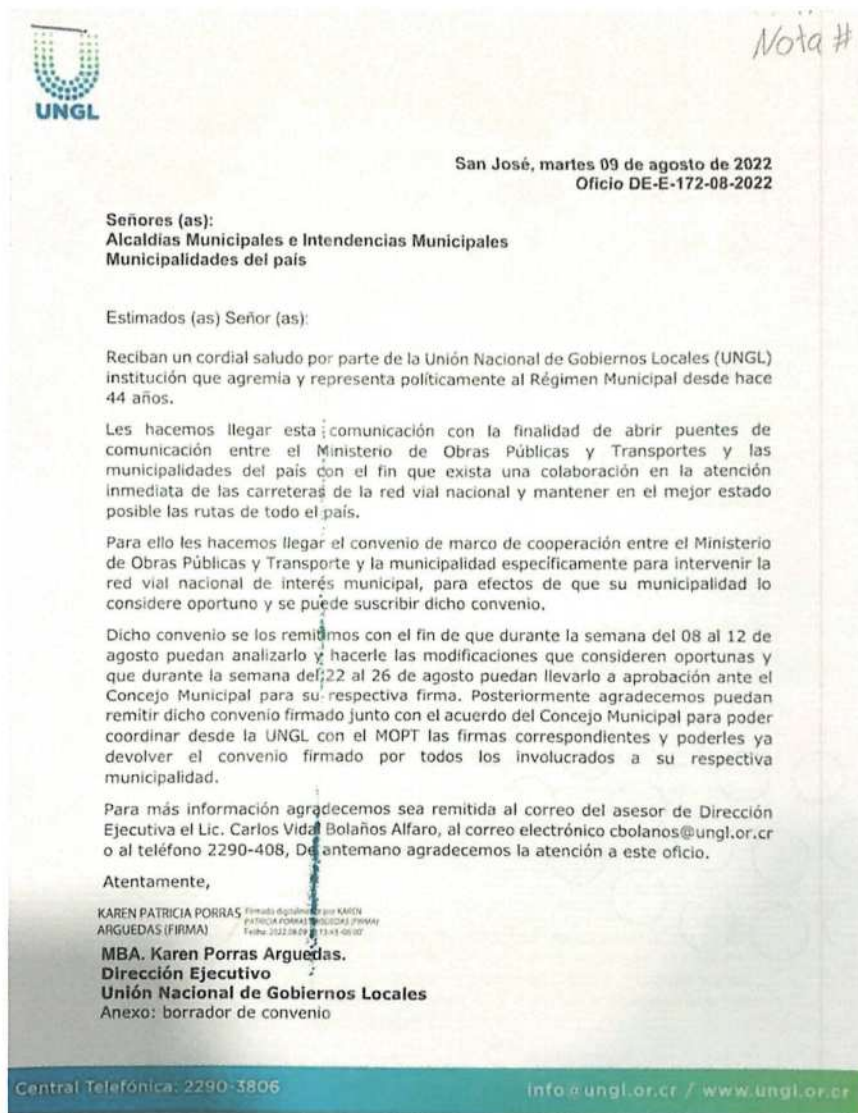 Nota #
UNGL
San José, martes 09 de agosto de 2022
Oficio DE-E-172-08-2022
Señores (as):
Alcaldías Municipales e Intendencias Municipales
Municipalidades del país
Estimados (as) Señor (as):
Reciban un cordial saludo por parte de la Unión Nacional de Gobiernos Locales (UNGL)
institución que agremia y representa políticamente al Régimen Municipal desde hace
44 años.
Les hacemos llegar esta comunicación con la finalidad de abrir puentes de
comunicación entre el Ministerio de Obras Públicas y Transportes y las
municipalidades del país con el fin que exista una colaboración en la atención
inmediata de las carreteras de la red vial nacional y mantener en el mejor estado
posible las rutas de todo el país.
Para ello les hacemos llegar el convenio de marco de cooperación entre el Ministerio
de Obras Públicas y Transporte y la municipalidad específicamente para intervenir la
red vial nacional de interés municipal, para efectos de que su municipalidad lo
considere oportuno y se puede suscribir dicho convenio.
Dicho convenio se los remitimos con el fin de que durante la semana del 08 al 12 de
agosto puedan analizarlo y hacerle las modificaciones que consideren oportunas y
que durante la semana del 22 al 26 de agosto puedan llevarlo a aprobación ante el
Concejo Municipal para su respectiva firma. Posteriormente agradecemos puedan
remitir dicho convenio firmado junto con el acuerdo del Concejo Municipal para poder
coordinar desde la UNGL con el MOPT las firmas correspondientes y poderles ya
devolver el convenio firmado por todos los involucrados a su respectiva
municipalidad.
Para más información agradecemos sea remitida al correo del asesor de Dirección
Ejecutiva el Lic. Carlos Vidal Bolaños Alfaro, al correo electrónico cbolanos@ungl.or.cr
o al teléfono 2290-408, De antemano agradecemos la atención a este oficio.
Atentamente,
KAREN PATRICIA PORRAS
ARGUEDAS (FIRMA)
Firmado digitalmente por KAREN
PATRICIA PORRAS ARGUEDAS (FIRMA)
MBA. Karen Porras Arguedas.
Dirección Ejecutivo
Unión Nacional de Gobiernos Locales
Anexo: borrador de convenio
Central Telefónica: 2290-3806
info@ungl.or.cr / www.ungl.or.cr